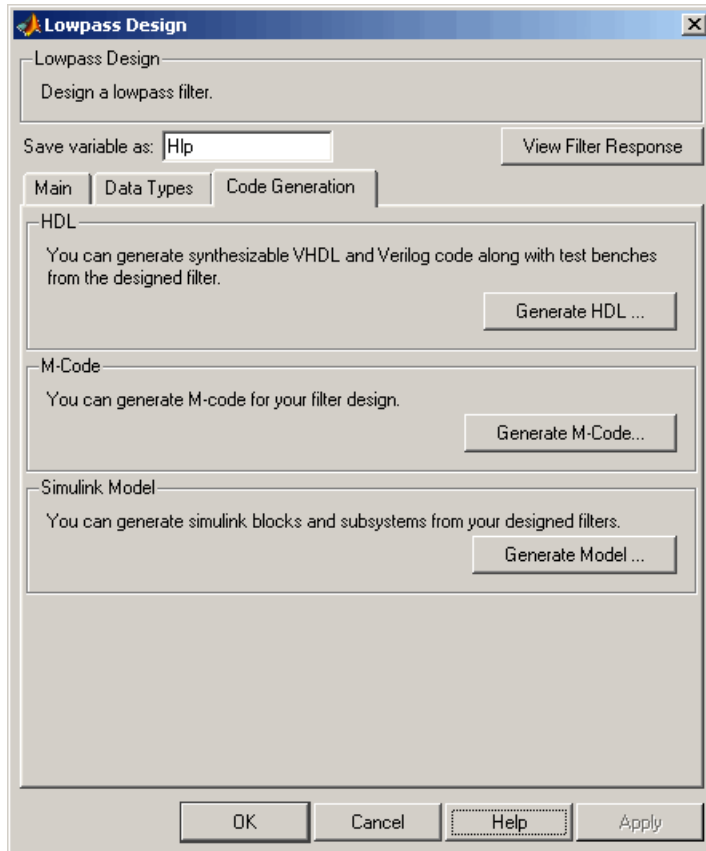 Lowpass Design
Lowpass Design
Design a lowpass filter.
Save variable as: Hlp
View Filter Response
Main
Data Types
Code Generation
HDL
You can generate synthesizable VHDL and Verilog code along with test benches
from the designed filter.
Generate HDL ...
M-Code
You can generate M-code for your filter design.
Generate M-Code...
Simulink Model
You can generate simulink blocks and subsystems from your designed filters.
Generate Model ...
OK
Cancel
Help
Apply